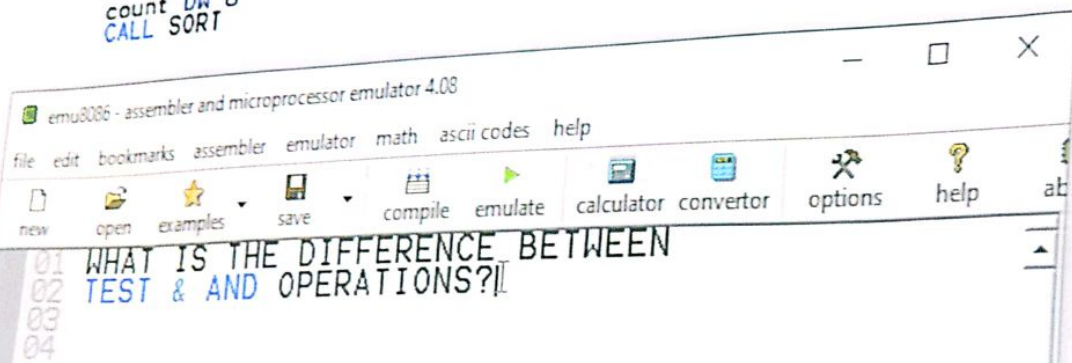 count DW
CALL SORT
emu8086 - assembler and microprocessor emulator 4.08
file edit bookmarks assembler emulator math ascii codes help
new open examples save compile emulate calculator convertor options help
01 WHAT IS THE DIFFERENCE BETWEEN
02 TEST & AND OPERATIONS?
03
04